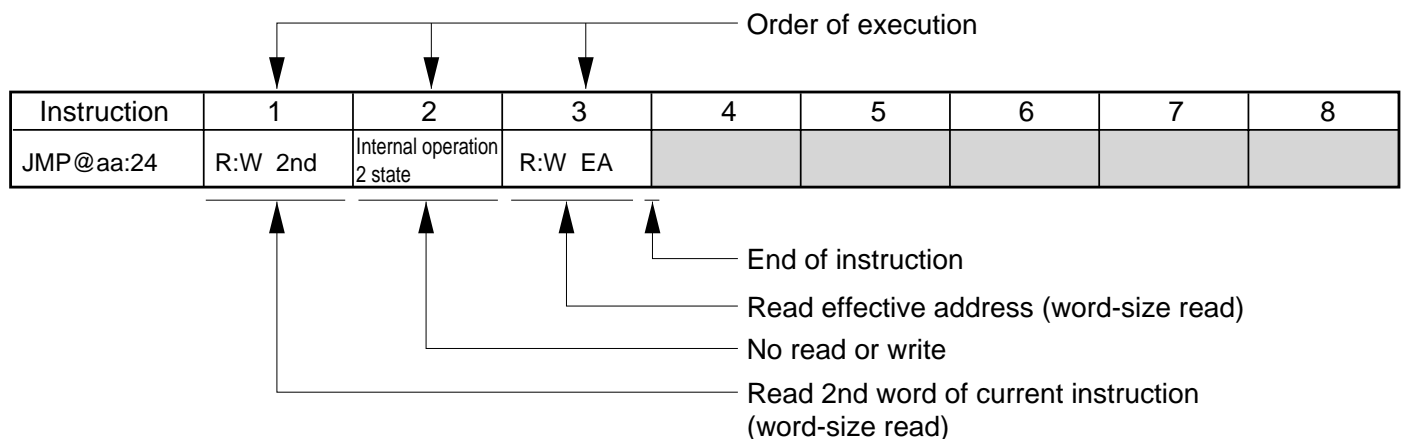 Order of execution
Instruction 1 2 3 4 5 6 7 8
JMP@aa:24 R:W 2nd Internal operation R:W EA
2 state
End of instruction
Read effective address (word-size read)
No read or write
Read 2nd word of current instruction
(word-size read)